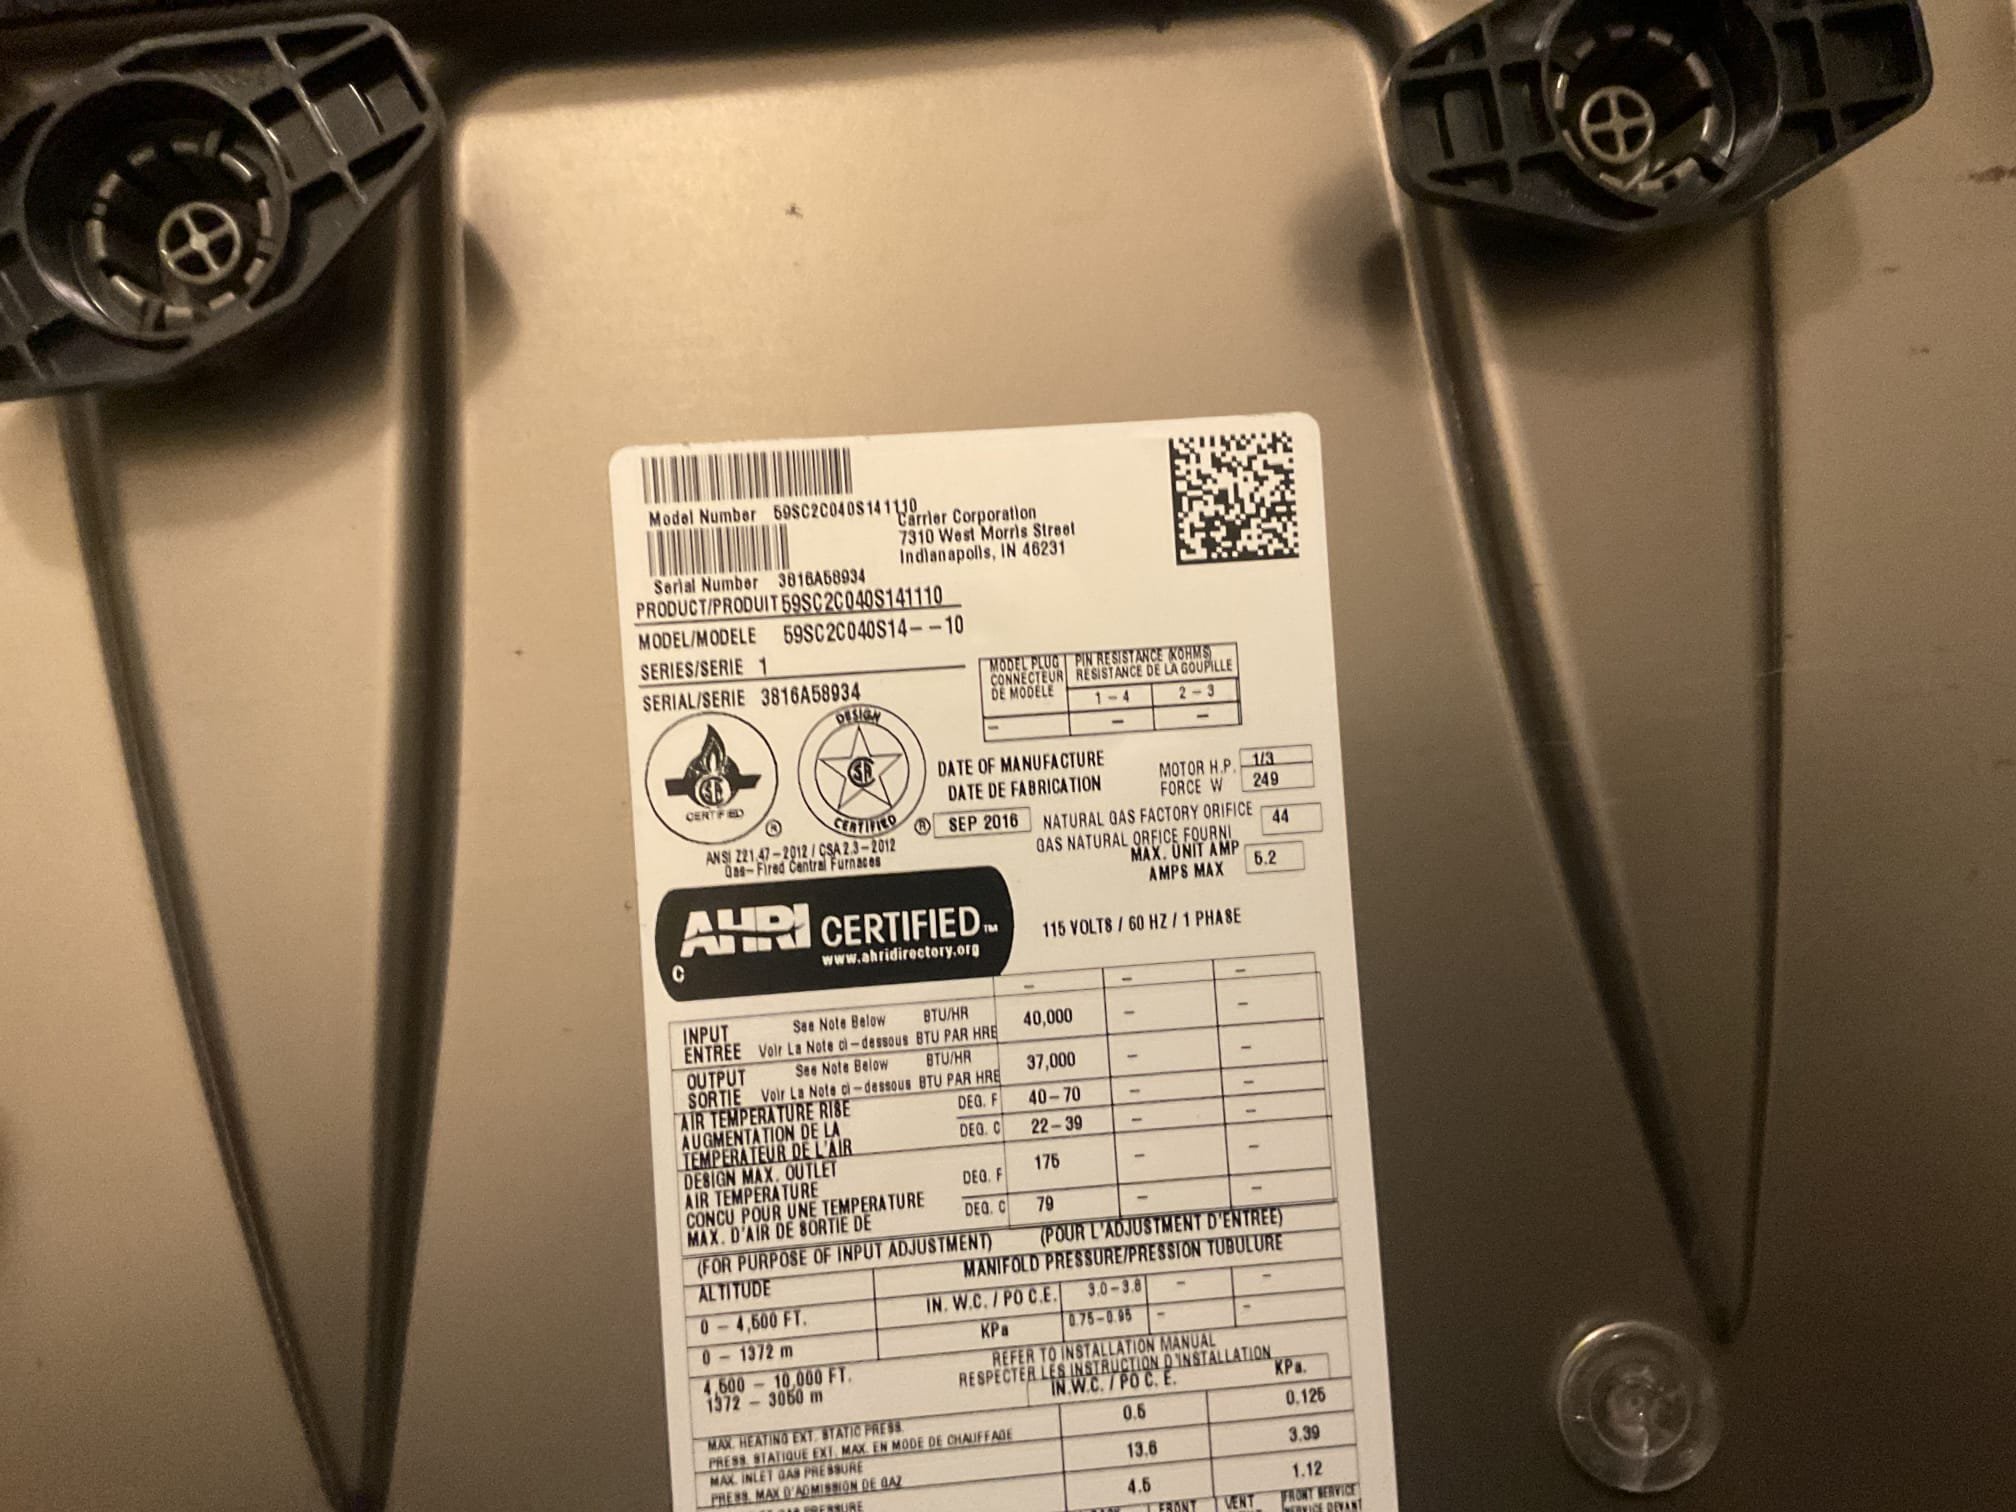 Model Number 59SC2C040S141110
Carrier Corporation
7310 West Morris Street
Indianapolis, IN 46231
Serial Number 3816A58934
PRODUCT/PRODUIT 59SC2C040S141110
MODEL/MODELE 59SC2C040S14--10
SERIES/SERIE 1
SERIAL/SERIE 3816A58934
MODEL PLUG
CONNECTEUR
DE MODÈLE
PIN RESISTANCE (KOHMS)
RESISTANCE DE LA GOUPILLE
1-4 2-3
- - -
CERTIFIED
®
DESIGN
CERTIFIED
®
ANSI Z21.47-2012 / CSA 2.3-2012
Gas-Fired Central Furnaces
DATE OF MANUFACTURE
DATE DE FABRICATION
SEP 2016
MOTOR H.P. 1/3
FORCE W 249
NATURAL GAS FACTORY ORIFICE 44
GAS NATURAL ORFICE FOURNI
MAX. UNIT AMP 5.2
AMPS MAX
AHRI CERTIFIED™
www.ahridirectory.org
C
115 VOLTS / 60 HZ / 1 PHASE
- - -
INPUT See Note Below BTU/HR 40,000 - -
ENTRÉE Voir La Note ci-dessous BTU PAR HRE
OUTPUT See Note Below BTU/HR 37,000 - -
SORTIE Voir La Note ci-dessous BTU PAR HRE
AIR TEMPERATURE RISE DEG. F 40-70 - -
AUGMENTATION DE LA DEG. C 22-39 - -
TEMPERATEUR DE L'AIR
DESIGN MAX. OUTLET DEG. F 175 - -
AIR TEMPERATURE
CONCU POUR UNE TEMPERATURE DEG. C 79 - -
MAX. D'AIR DE SORTIE DE
(FOR PURPOSE OF INPUT ADJUSTMENT) (POUR L'ADJUSTMENT D'ENTREE)
ALTITUDE MANIFOLD PRESSURE/PRESSION TUBULURE
0 - 4,500 FT. IN. W.C. / PO C.E. 3.0-3.8 - -
0 - 1372 m KPa 0.75-0.95 - -
4,500 - 10,000 FT. REFER TO INSTALLATION MANUAL
1372 - 3050 m RESPECTER LES INSTRUCTION D'INSTALLATION
IN.W.C. / PO C. E. KPa.
MAX. HEATING EXT. STATIC PRESS. 0.5 0.125
PRESS. STATIQUE EXT. MAX. EN MODE DE CHAUFFAGE
MAX. INLET GAS PRESSURE 13.6 3.39
PRESS. MAX D'ADMISSION DE GAZ
4.5 1.12
FRONT VENT FRONT SERVICE